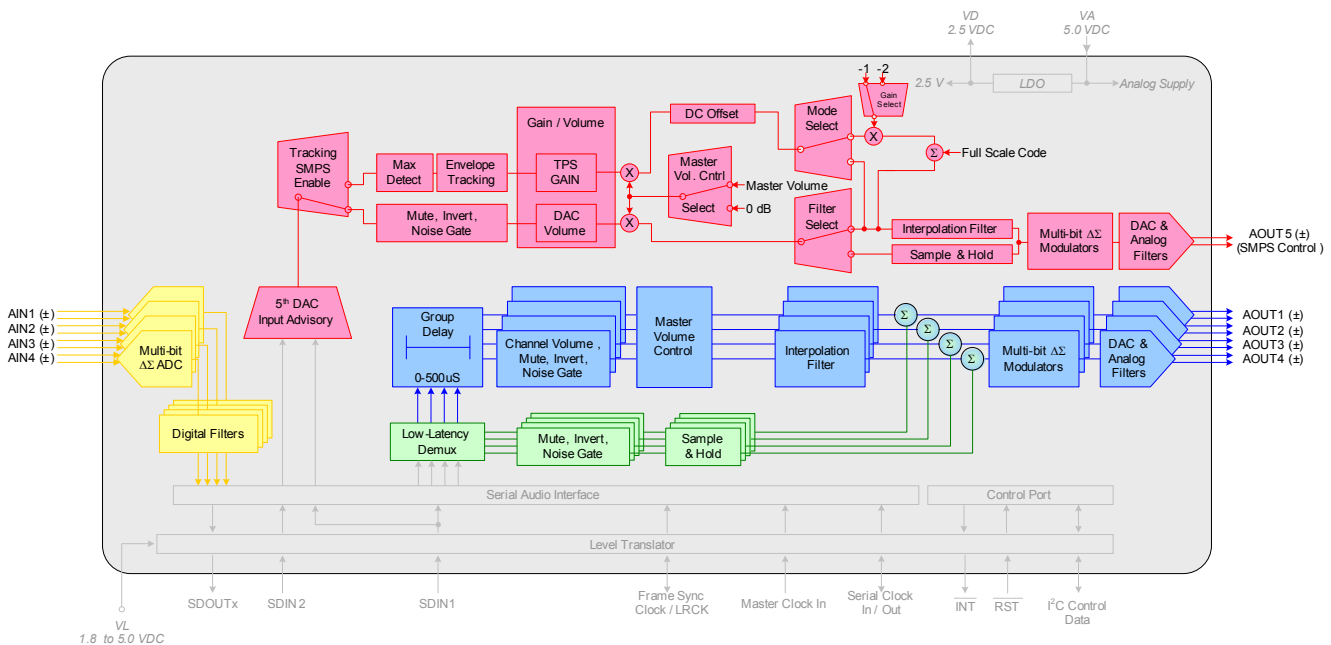 VD
2.5 VDC
VA
5.0 VDC
2.5 V
LDO
Analog Supply
-1
-2
Gain
Select
Mode
Select
X
Σ
Full Scale Code
DC Offset
Gain / Volume
Tracking
SMPS
Enable
Max
Detect
Envelope
Tracking
TPS
GAIN
X
Master
Vol. Cntrl
Select
Master Volume
0 dB
Mute, Invert,
Noise Gate
DAC
Volume
X
Filter
Select
Interpolation Filter
Sample & Hold
Multi-bit ΔΣ
Modulators
DAC &
Analog
Filters
AOUT5 (±)
(SMPS Control )
5th DAC
Input Advisory
AIN1 (±)
AIN2 (±)
AIN3 (±)
AIN4 (±)
Multi-bit
ΔΣ ADC
Digital Filters
Group
Delay
0-500uS
Channel Volume ,
Mute, Invert,
Noise Gate
Master
Volume
Control
Interpolation
Filter
Σ
Σ
Σ
Σ
Multi-bit ΔΣ
Modulators
DAC &
Analog
Filters
AOUT1 (±)
AOUT2 (±)
AOUT3 (±)
AOUT4 (±)
Low-Latency
Demux
Mute, Invert,
Noise Gate
Sample
& Hold
Serial Audio Interface
Control Port
Level Translator
VL
1.8 to 5.0 VDC
SDOUTx
SDIN2
SDIN1
Frame Sync
Clock / LRCK
Master Clock In
Serial Clock
In / Out
INT
RST
I²C Control
Data